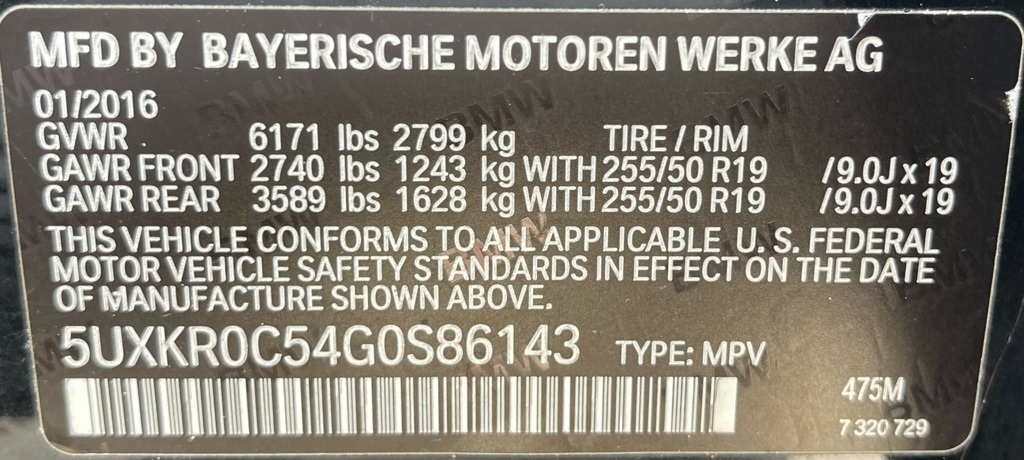 MFD BY BAYERISCHE MOTOREN WERKE AG
01/2016
GVWR 6171 lbs 2799 kg TIRE / RIM
GAWR FRONT 2740 lbs 1243 kg WITH 255/50 R19 /9.0J x 19
GAWR REAR 3589 lbs 1628 kg WITH 255/50 R19 /9.0J x 19
THIS VEHICLE CONFORMS TO ALL APPLICABLE U.S. FEDERAL
MOTOR VEHICLE SAFETY STANDARDS IN EFFECT ON THE DATE
OF MANUFACTURE SHOWN ABOVE.
5UXKR0C54G0S86143 TYPE: MPV
475M
7 320 729